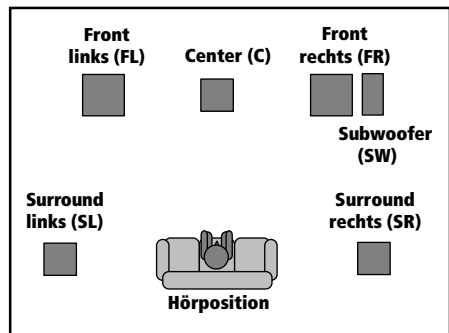 Front
links (FL)
Center (C)
Front
rechts (FR)
Subwoofer
(SW)
Surround
links (SL)
Surround
rechts (SR)
Hörposition